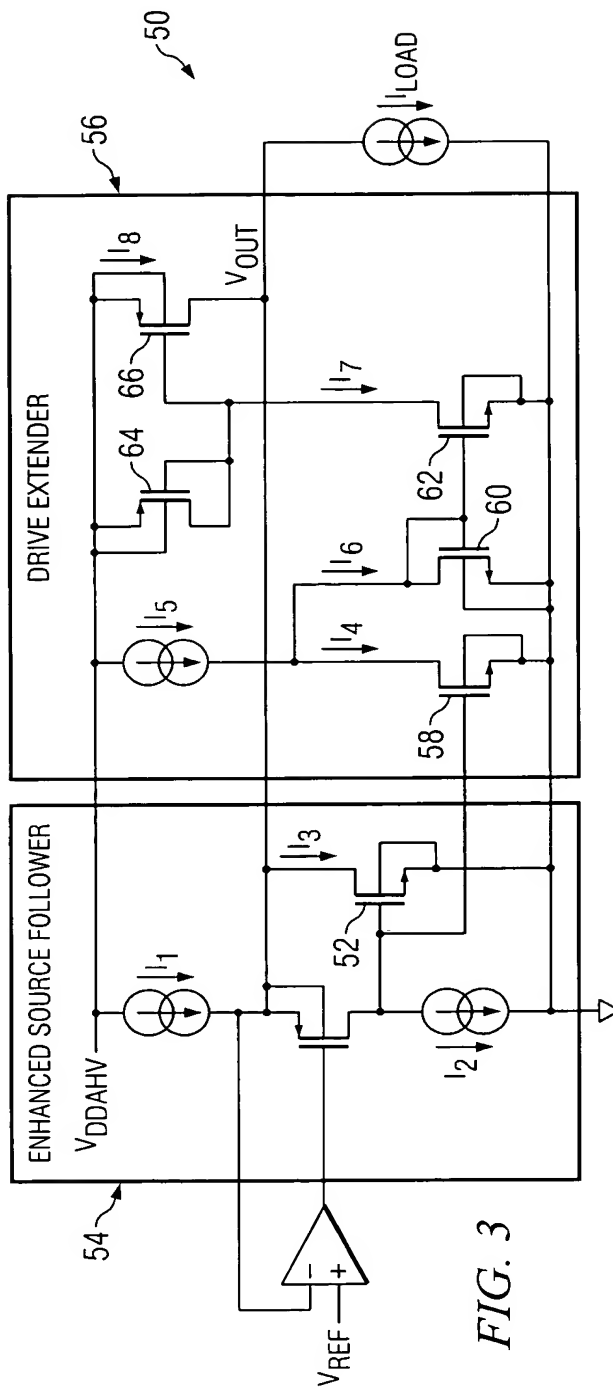 50
56
DRIVE EXTENDER
I8
66
64
VOUT
ILOAD
I5
I7
I6
I4
62
60
58
54
ENHANCED SOURCE FOLLOWER
VDDAHV
I1
I3
52
I2
-
+
VREF
FIG. 3